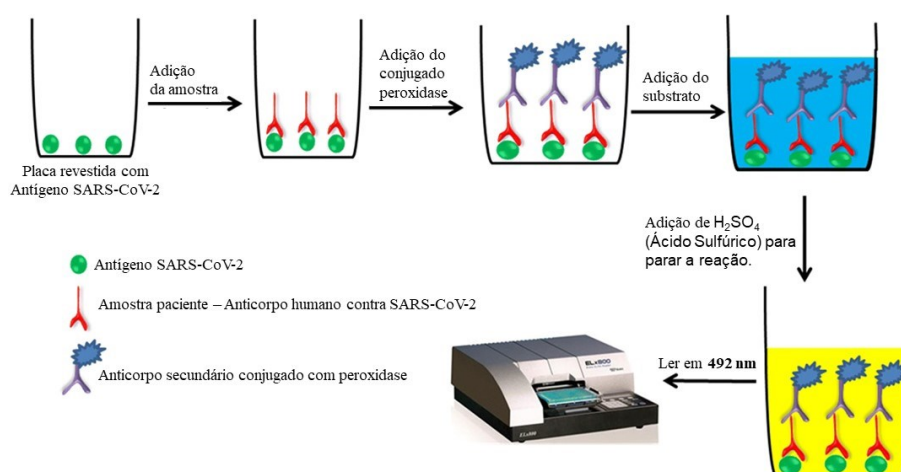 Adição
da amostra
Adição do
conjugado
peroxidase
Adição do
substrato
Placa revestida com
Antígeno SARS-CoV-2
Adição de H₂SO₄
(Ácido Sulfúrico) para
parar a reação.
Antígeno SARS-CoV-2
Amostra paciente – Anticorpo humano contra SARS-CoV-2
Anticorpo secundário conjugado com peroxidase
Ler em 492 nm
ELx800
ELx800